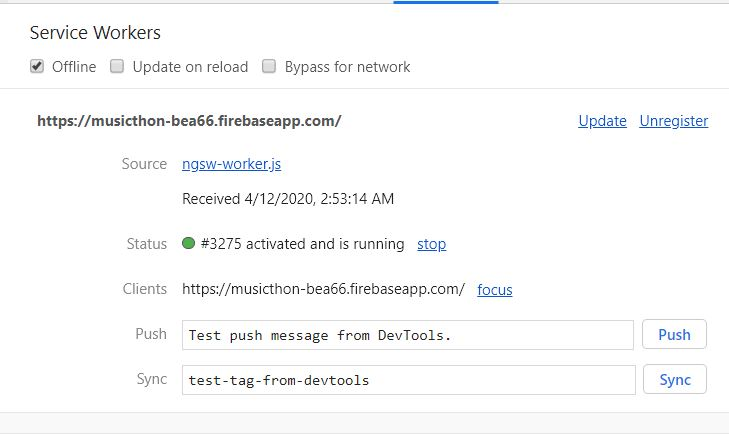 Service Workers
Offline Update on reload Bypass for network
https://musicthon-bea66.firebaseapp.com/ Update Unregister
Source ngsw-worker.js
Received 4/12/2020, 2:53:14 AM
Status #3275 activated and is running stop
Clients https://musicthon-bea66.firebaseapp.com/ focus
Push Test push message from DevTools. Push
Sync test-tag-from-devtools Sync